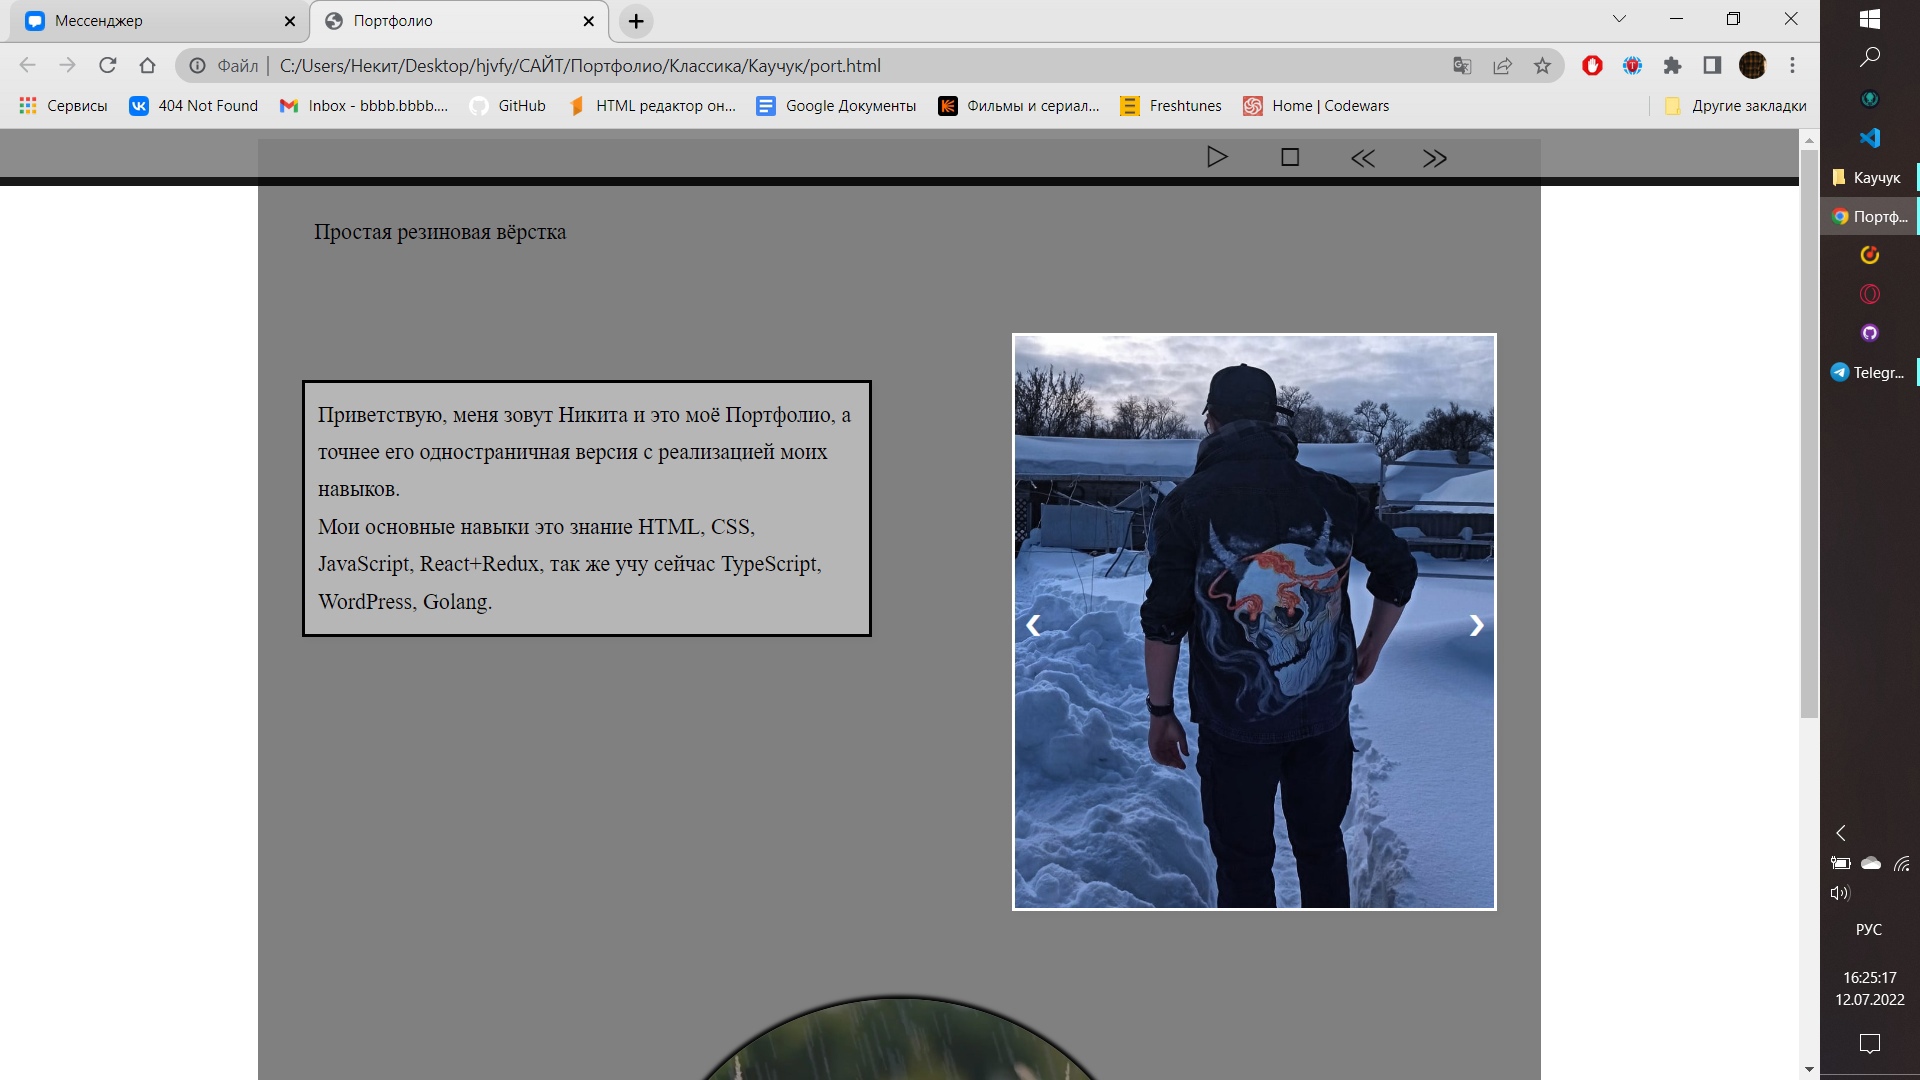 Мессенджер
Портфолио
Файл
C:/Users/Некит/Desktop/hjvfy/САЙТ/Портфолио/Классика/Каучук/port.html
Сервисы
404 Not Found
Inbox - bbbb.bbbb....
GitHub
HTML редактор он...
Google Документы
Фильмы и сериал...
Freshtunes
Home | Codewars
Другие закладки
Простая резиновая вёрстка
Приветствую, меня зовут Никита и это моё Портфолио, а
точнее его одностраничная версия с реализацией моих
навыков.
Мои основные навыки это знание HTML, CSS,
JavaScript, React+Redux, так же учу сейчас TypeScript,
WordPress, Golang.
Каучук
Портф...
Telegr...
РУС
16:25:17
12.07.2022